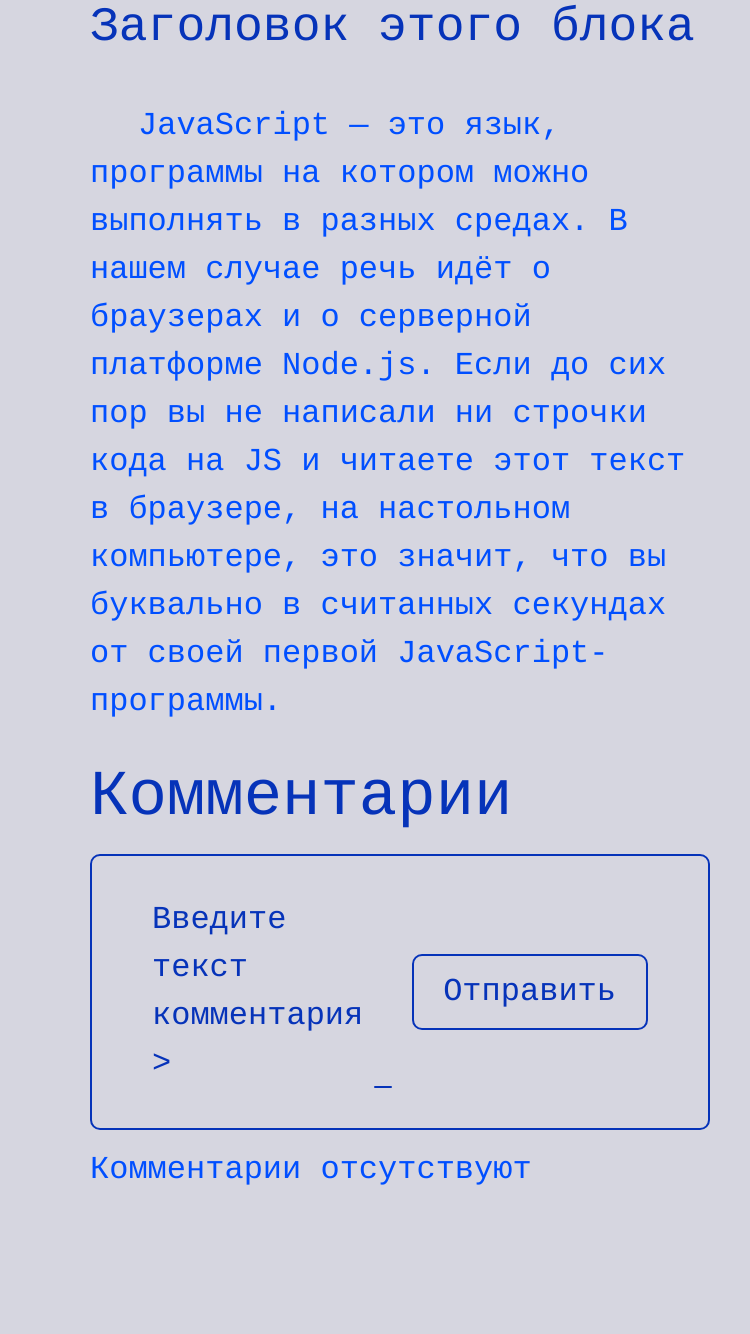 Заголовок этого блока
JavaScript — это язык,
программы на котором можно
выполнять в разных средах. В
нашем случае речь идёт о
браузерах и о серверной
платформе Node.js. Если до сих
пор вы не написали ни строчки
кода на JS и читаете этот текст
в браузере, на настольном
компьютере, это значит, что вы
буквально в считанных секундах
от своей первой JavaScript-
программы.
Комментарии
Введите
текст
комментария
>
_
Отправить
Комментарии отсутствуют